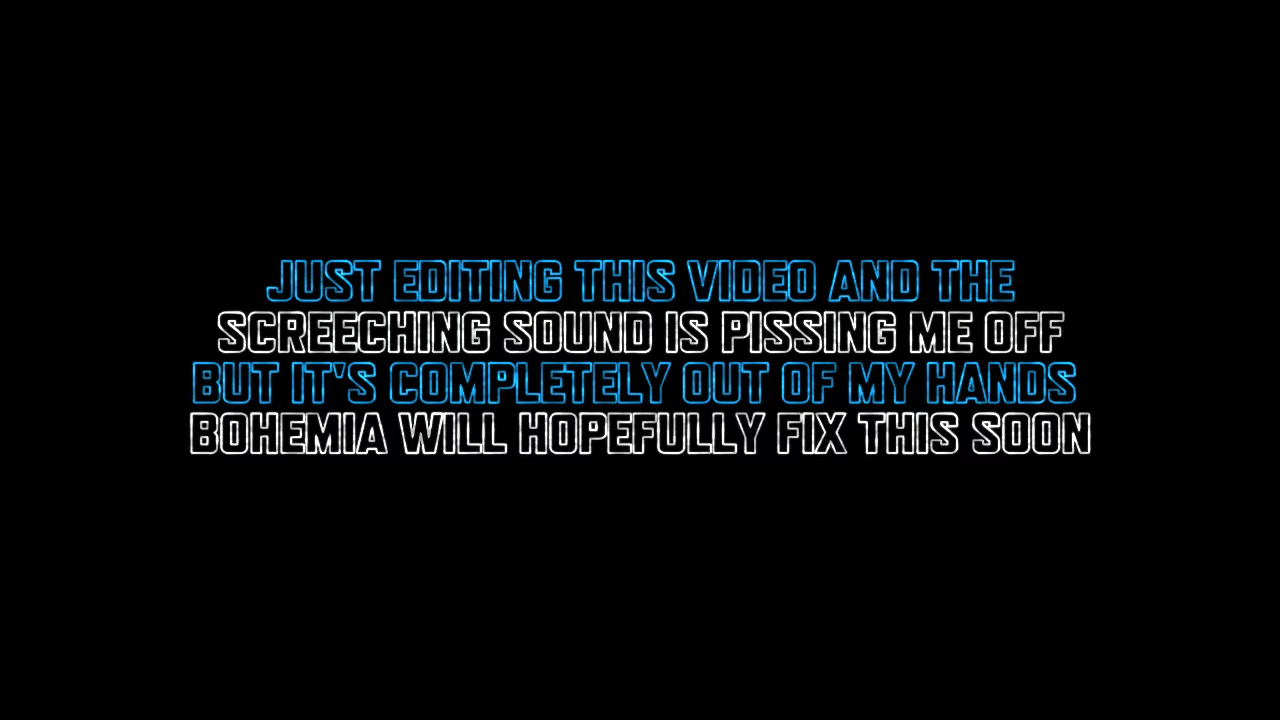 JUST EDITING THIS VIDEO AND THE
SCREECHING SOUND IS PISSING ME OFF
BUT IT'S COMPLETELY OUT OF MY HANDS
BOHEMIA WILL HOPEFULLY FIX THIS SOON